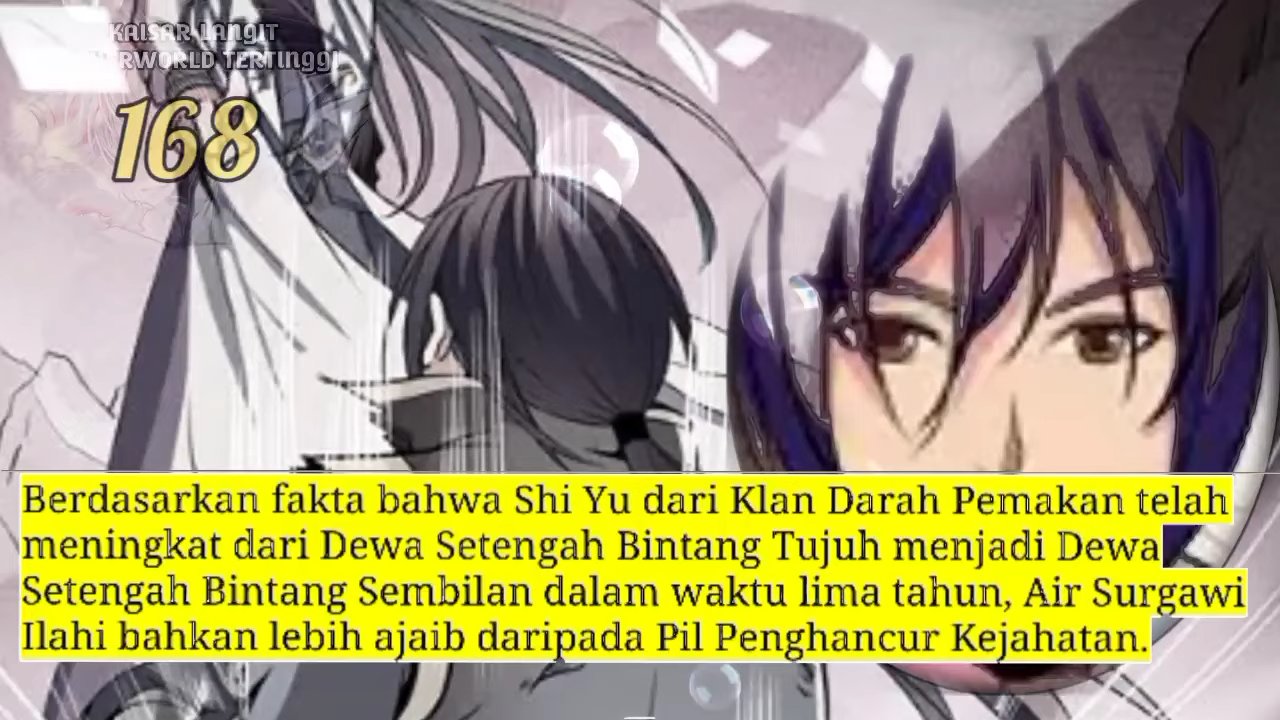 KAISAR LANGIT
ERWORLD TERTINGGI
168
Berdasarkan fakta bahwa Shi Yu dari Klan Darah Pemakan telah
meningkat dari Dewa Setengah Bintang Tujuh menjadi Dewa
Setengah Bintang Sembilan dalam waktu lima tahun, Air Surgawi
Ilahi bahkan lebih ajaib daripada Pil Penghancur Kejahatan.